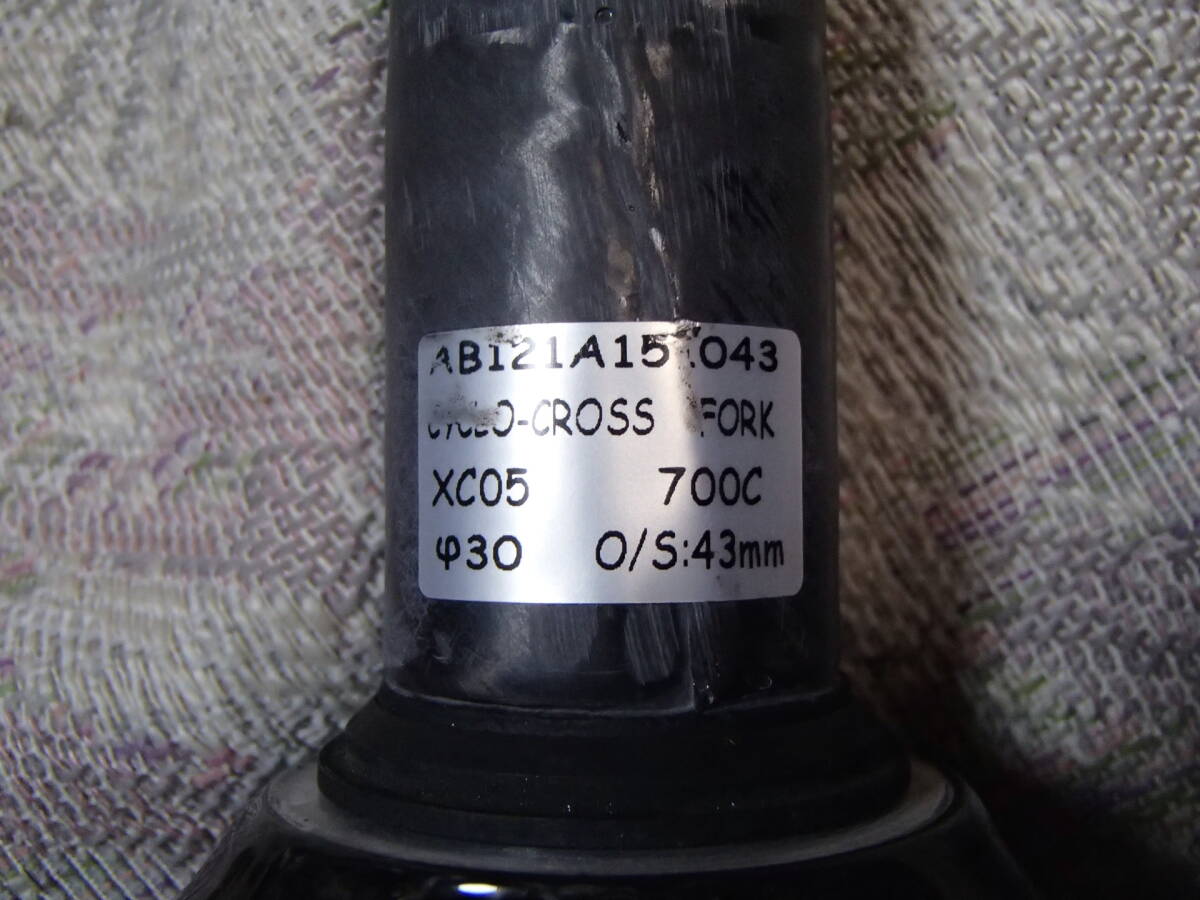 CYCLO-CROSS FORK
XC05 700C
φ30 O/S:43mm